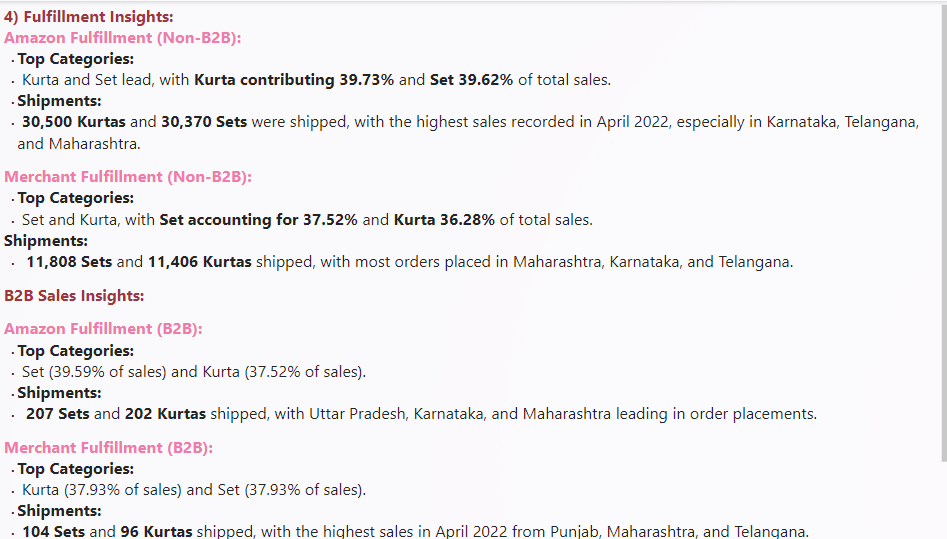 4) Fulfillment Insights:
Amazon Fulfillment (Non-B2B):
· Top Categories:
· Kurta and Set lead, with Kurta contributing 39.73% and Set 39.62% of total sales.
· Shipments:
· 30,500 Kurtas and 30,370 Sets were shipped, with the highest sales recorded in April 2022, especially in Karnataka, Telangana,
and Maharashtra.
Merchant Fulfillment (Non-B2B):
· Top Categories:
· Set and Kurta, with Set accounting for 37.52% and Kurta 36.28% of total sales.
Shipments:
· 11,808 Sets and 11,406 Kurtas shipped, with most orders placed in Maharashtra, Karnataka, and Telangana.
B2B Sales Insights:
Amazon Fulfillment (B2B):
· Top Categories:
· Set (39.59% of sales) and Kurta (37.52% of sales).
· Shipments:
· 207 Sets and 202 Kurtas shipped, with Uttar Pradesh, Karnataka, and Maharashtra leading in order placements.
Merchant Fulfillment (B2B):
· Top Categories:
· Kurta (37.93% of sales) and Set (37.93% of sales).
· Shipments:
· 104 Sets and 96 Kurtas shipped, with the highest sales in April 2022 from Punjab, Maharashtra, and Telangana.